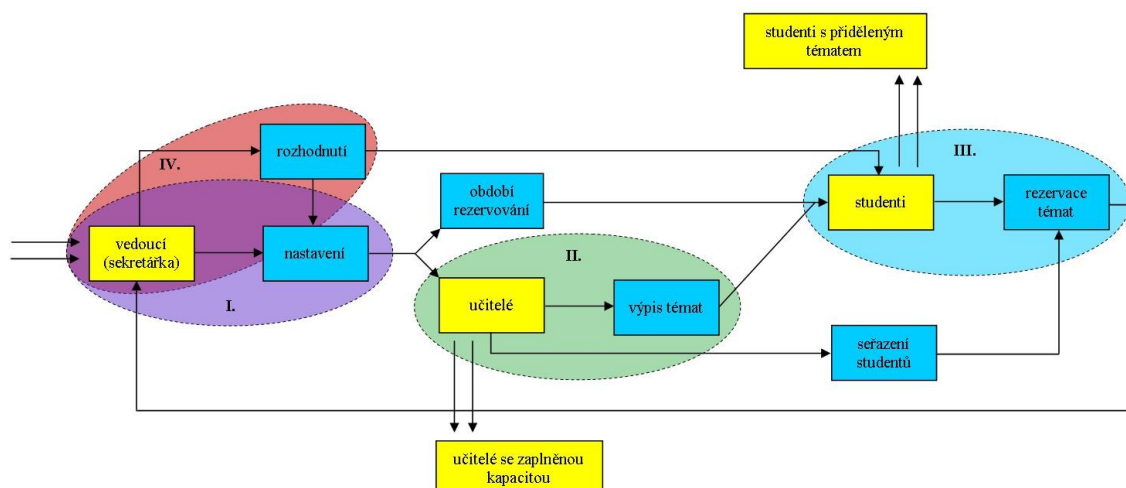 studenti s přiděleným
tématem
IV.
rozhodnutí
III.
období
rezervování
studenti
rezervace
témat
vedoucí
(sekretářka)
nastavení
II.
I.
učitelé
výpis témat
seřazení
studentů
učitelé se zaplněnou
kapacitou